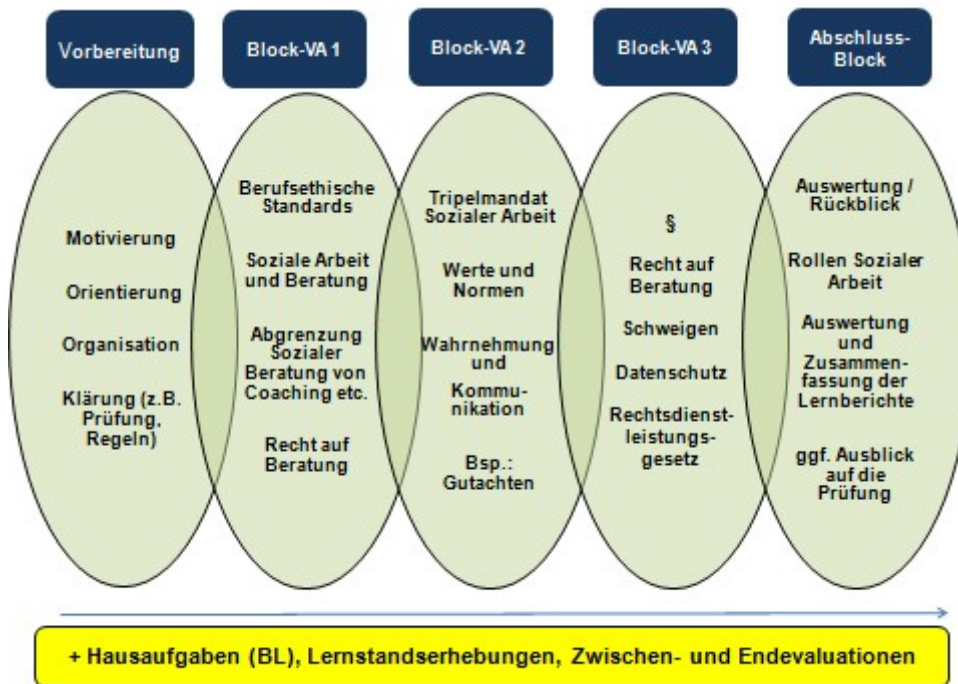 Vorbereitung
Block-VA 1
Block-VA 2
Block-VA 3
Abschluss-
Block
Motivierung
Orientierung
Organisation
Klärung (z.B.
Prüfung,
Regeln)
Berufsethische
Standards
Soziale Arbeit
und Beratung
Abgrenzung
Sozialer
Beratung von
Coaching etc.
Recht auf
Beratung
Tripelmandat
Sozialer Arbeit
Werte und
Normen
Wahrnehmung
und
Kommu-
nikation
Bsp.:
Gutachten
§
Recht auf
Beratung
Schweigen
Datenschutz
Rechtsdienst-
leistungs-
gesetz
Auswertung /
Rückblick
Rollen Sozialer
Arbeit
Auswertung
und
Zusammen-
fassung der
Lernberichte
ggf. Ausblick
auf die
Prüfung
+ Hausaufgaben (BL), Lernstandserhebungen, Zwischen- und Endevaluationen